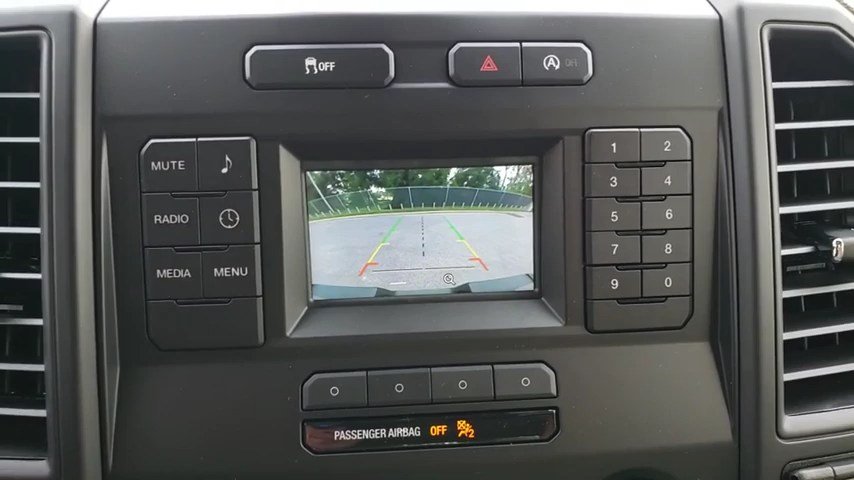 OFF
A OFF
MUTE
RADIO
MEDIA MENU
1 2
3 4
5 6
7 8
9 0
PASSENGER AIRBAG OFF 2